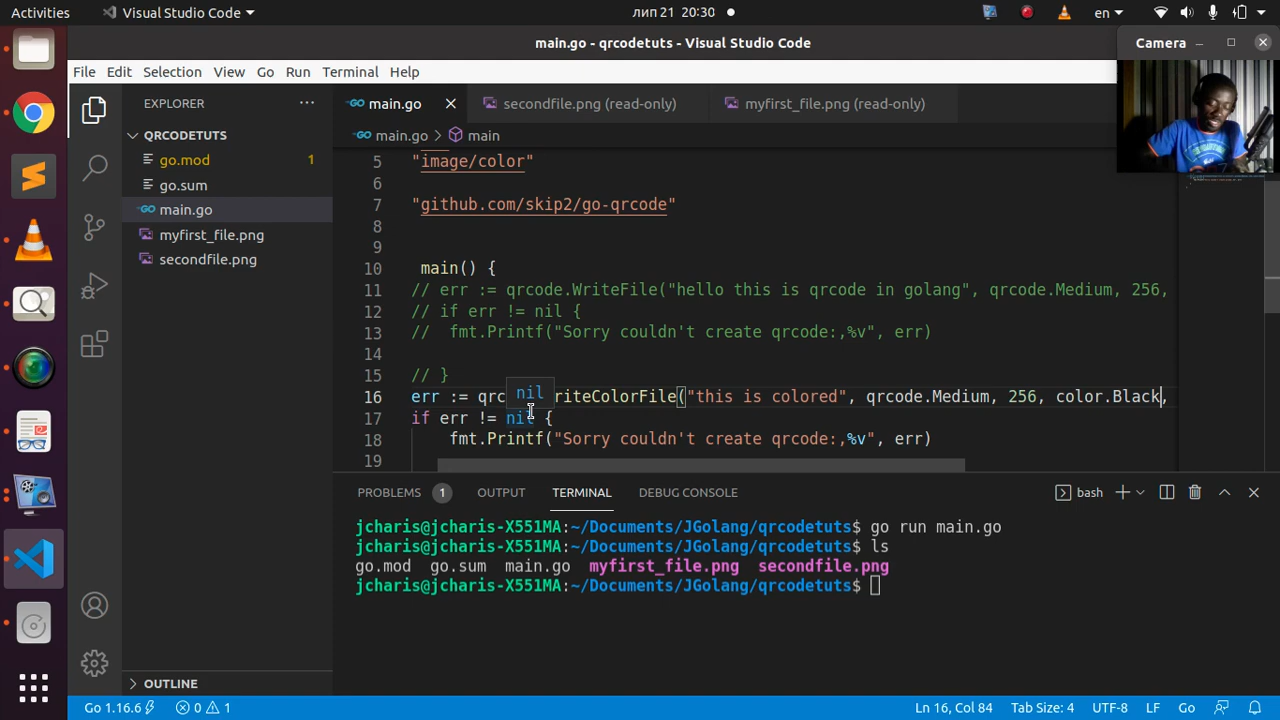 Activities
Visual Studio Code
лип 21 20:30
en
main.go - qrcodetuts - Visual Studio Code
Camera
File Edit Selection View Go Run Terminal Help
EXPLORER
QRCODETUTS
go.mod 1
go.sum
main.go
myfirst_file.png
secondfile.png
OUTLINE
main.go
secondfile.png (read-only)
myfirst_file.png (read-only)
main.go > main
5 "image/color"
6
7 "github.com/skip2/go-qrcode"
8
9
10 main() {
11 // err := qrcode.WriteFile("hello this is qrcode in golang", qrcode.Medium, 256,
12 // if err != nil {
13 // fmt.Printf("Sorry couldn't create qrcode:,%v", err)
14
15 // }
nil
16 err := qrc riteColorFile("this is colored", qrcode.Medium, 256, color.Black,
17 if err != nil {
18 fmt.Printf("Sorry couldn't create qrcode:,%v", err)
19
PROBLEMS 1 OUTPUT TERMINAL DEBUG CONSOLE
bash
jcharis@jcharis-X551MA:~/Documents/JGolang/qrcodetuts$ go run main.go
jcharis@jcharis-X551MA:~/Documents/JGolang/qrcodetuts$ ls
go.mod go.sum main.go myfirst_file.png secondfile.png
jcharis@jcharis-X551MA:~/Documents/JGolang/qrcodetuts$
Go 1.16.6 0 1 Ln 16, Col 84 Tab Size: 4 UTF-8 LF Go